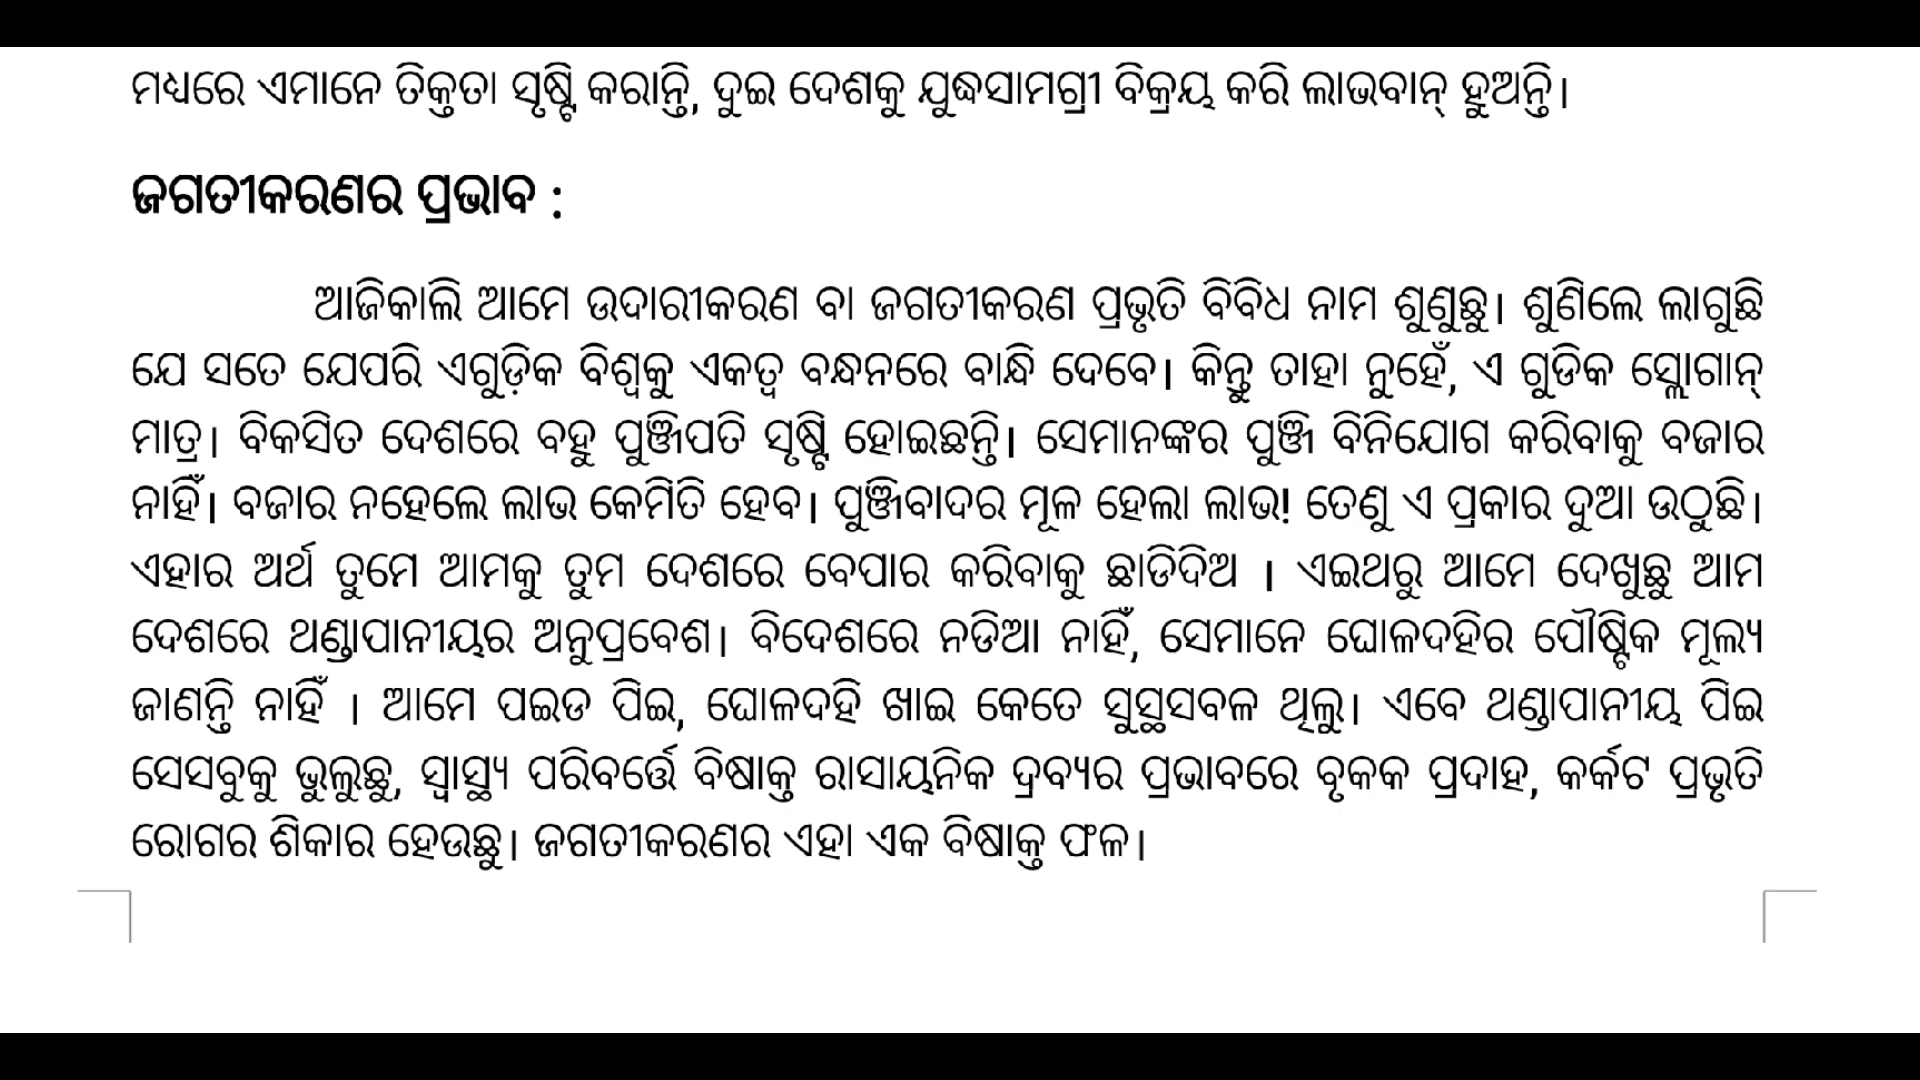 ମଧ୍ୟରେ ଏମାନେ ତିକ୍ତତା ସୃଷ୍ଟି କରାନ୍ତି, ଦୁଇ ଦେଶକୁ ଯୁଦ୍ଧସାମଗ୍ରୀ ବିକ୍ରୟ କରି ଲାଭବାନ୍ ହୁଅନ୍ତି।
ଜଗତୀକରଣର ପ୍ରଭାବ :
ଆଜିକାଲି ଆମେ ଉଦାରୀକରଣ ବା ଜଗତୀକରଣ ପ୍ରଭୃତି ବିବିଧ ନାମ ଶୁଣୁଛୁ। ଶୁଣିଲେ ଲାଗୁଛି
ଯେ ସତେ ଯେପରି ଏଗୁଡ଼ିକ ବିଶ୍ୱକୁ ଏକତ୍ୱ ବନ୍ଧନରେ ବାନ୍ଧି ଦେବେ। କିନ୍ତୁ ତାହା ନୁହେଁ, ଏ ଗୁଡିକ ସ୍ଲୋଗାନ୍
ମାତ୍ର। ବିକସିତ ଦେଶରେ ବହୁ ପୁଞ୍ଜିପତି ସୃଷ୍ଟି ହୋଇଛନ୍ତି। ସେମାନଙ୍କର ପୁଞ୍ଜି ବିନିଯୋଗ କରିବାକୁ ବଜାର
ନାହିଁ। ବଜାର ନହେଲେ ଲାଭ କେମିତି ହେବ। ପୁଞ୍ଜିବାଦର ମୂଳ ହେଲା ଲାଭ! ତେଣୁ ଏ ପ୍ରକାର ଦୁଆ ଉଠୁଛି।
ଏହାର ଅର୍ଥ ତୁମେ ଆମକୁ ତୁମ ଦେଶରେ ବେପାର କରିବାକୁ ଛାଡିଦିଅ । ଏଇଥିରୁ ଆମେ ଦେଖୁଛୁ ଆମ
ଦେଶରେ ଥଣ୍ଡାପାନୀୟର ଅନୁପ୍ରବେଶ। ବିଦେଶରେ ନଡିଆ ନାହିଁ, ସେମାନେ ଘୋଳଦହିର ପୌଷ୍ଟିକ ମୂଲ୍ୟ
ଜାଣନ୍ତି ନାହିଁ । ଆମେ ପଇଡ ପିଇ, ଘୋଳଦହି ଖାଇ କେତେ ସୁସ୍ଥସବଳ ଥିଲୁ। ଏବେ ଥଣ୍ଡାପାନୀୟ ପିଇ
ସେସବୁକୁ ଭୁଲୁଛୁ, ସ୍ୱାସ୍ଥ୍ୟ ପରିବର୍ତ୍ତେ ବିଷାକ୍ତ ରାସାୟନିକ ଦ୍ରବ୍ୟର ପ୍ରଭାବରେ ବୃକକ ପ୍ରଦାହ, କର୍କଟ ପ୍ରଭୃତି
ରୋଗର ଶିକାର ହେଉଛୁ। ଜଗତୀକରଣର ଏହା ଏକ ବିଷାକ୍ତ ଫଳ।